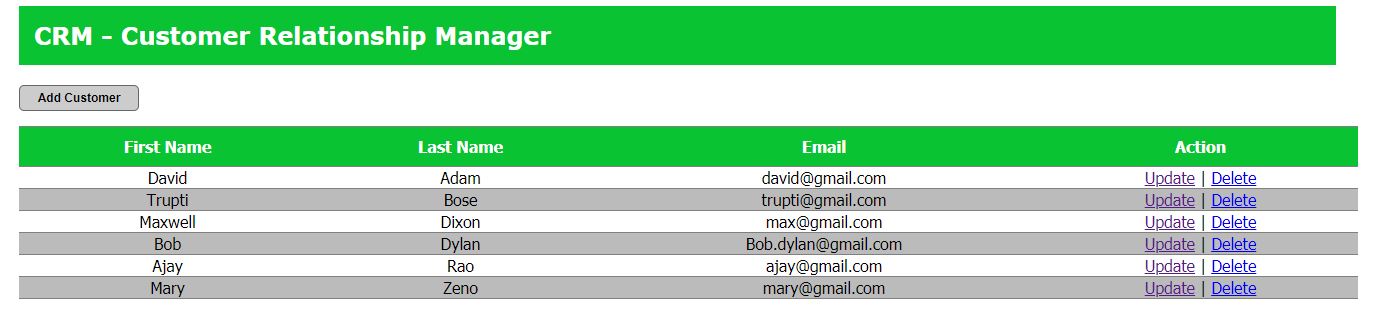 CRM - Customer Relationship Manager
Add Customer
First Name Last Name Email Action
David Adam david@gmail.com Update | Delete
Trupti Bose trupti@gmail.com Update | Delete
Maxwell Dixon max@gmail.com Update | Delete
Bob Dylan Bob.dylan@gmail.com Update | Delete
Ajay Rao ajay@gmail.com Update | Delete
Mary Zeno mary@gmail.com Update | Delete